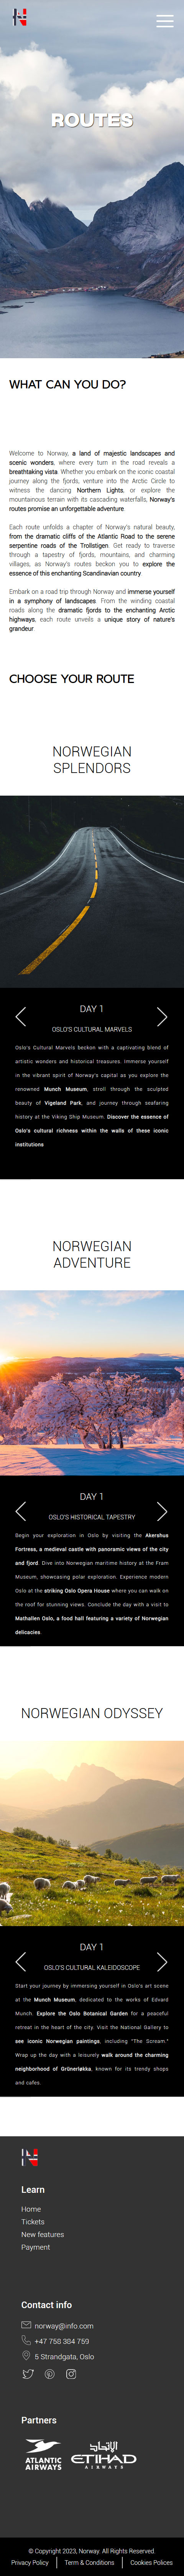 ROUTES
WHAT CAN YOU DO?
Welcome to Norway, a land of majestic landscapes and
scenic wonders, where every turn in the road reveals a
breathtaking vista. Whether you embark on the iconic coastal
journey along the fjords, venture into the Arctic Circle to
witness the dancing Northern Lights, or explore the
mountainous terrain with its cascading waterfalls, Norway's
routes promise an unforgettable adventure.
Each route unfolds a chapter of Norway's natural beauty,
from the dramatic cliffs of the Atlantic Road to the serene
serpentine roads of the Trollstigen. Get ready to traverse
through a tapestry of fjords, mountains, and charming
villages, as Norway's routes beckon you to explore the
essence of this enchanting Scandinavian country.
Embark on a road trip through Norway and immerse yourself
in a symphony of landscapes. From the winding coastal
roads along the dramatic fjords to the enchanting Arctic
highways, each route unveils a unique story of nature's
grandeur.
CHOOSE YOUR ROUTE
NORWEGIAN
SPLENDORS
DAY 1
OSLO'S CULTURAL MARVELS
Oslo's Cultural Marvels beckon with a captivating blend of
artistic wonders and historical treasures. Immerse yourself
in the vibrant spirit of Norway's capital as you explore the
renowned Munch Museum, stroll through the sculpted
beauty of Vigeland Park, and journey through seafaring
history at the Viking Ship Museum. Discover the essence of
Oslo's cultural richness within the walls of these iconic
institutions.
NORWEGIAN
ADVENTURE
DAY 1
OSLO'S HISTORICAL TAPESTRY
Begin your exploration in Oslo by visiting the Akershus
Fortress, a medieval castle with panoramic views of the city
and fjord. Dive into Norwegian maritime history at the Fram
Museum, showcasing polar exploration. Experience modern
Oslo at the striking Oslo Opera House where you can walk on
the roof for stunning views. Conclude the day with a visit to
Mathallen Oslo, a food hall featuring a variety of Norwegian
delicacies.
NORWEGIAN ODYSSEY
DAY 1
OSLO'S CULTURAL KALEIDOSCOPE
Start your journey by immersing yourself in Oslo's art scene
at the Munch Museum, dedicated to the works of Edvard
Munch. Explore the Oslo Botanical Garden for a peaceful
retreat in the heart of the city. Visit the National Gallery to
see iconic Norwegian paintings, including "The Scream."
Wrap up the day with a leisurely walk around the charming
neighborhood of Grünerløkka, known for its trendy shops
and cafes.
Learn
Home
Tickets
New features
Payment
Contact info
norway@info.com
+47 758 384 759
5 Strandgata, Oslo
Partners
ATLANTIC
AIRWAYS
الإتحاد
ETIHAD
AIRWAYS
© Copyright 2023, Norway. All Rights Reserved.
Privacy Policy | Term & Conditions | Cookies Polices